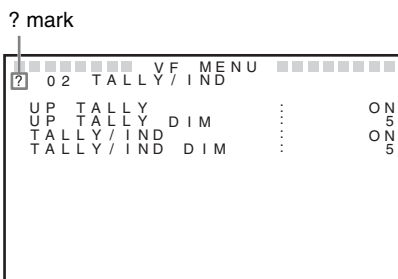 ? mark
VF MENU
? 02 TALLY/IND
UP TALLY : ON
UP TALLY DIM : 5
TALLY/IND : ON
TALLY/IND DIM : 5